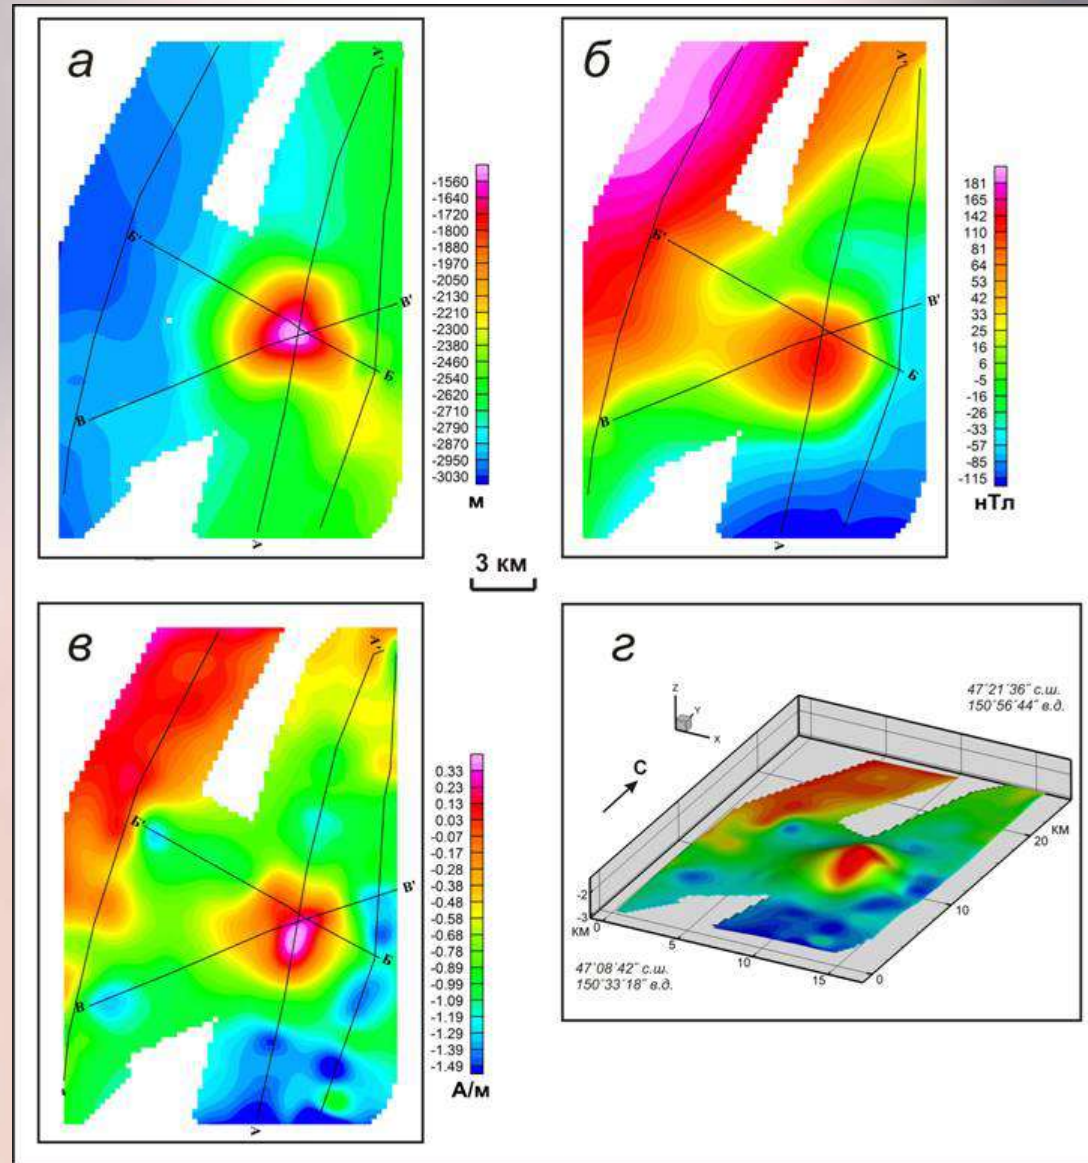 а
А'
Б'
В'
Б
В
А
-1560
-1640
-1720
-1800
-1880
-1970
-2050
-2130
-2210
-2300
-2380
-2460
-2540
-2620
-2710
-2790
-2870
-2950
-3030
м
б
А'
Б'
В'
Б
В
А
181
165
142
110
81
64
53
42
33
25
16
6
-5
-16
-26
-33
-57
-85
-115
нТл
3 км
в
А'
Б'
В'
Б
В
А
0.33
0.23
0.13
0.03
-0.07
-0.17
-0.28
-0.38
-0.48
-0.58
-0.68
-0.78
-0.89
-0.99
-1.09
-1.19
-1.29
-1.39
-1.49
А/м
г
47˚21´36˝ с.ш.
150˚56´44˝ в.д.
Z
Y
X
С
-2
-3
км
0
5
10
15
0
10
20
км
47˚08´42˝ с.ш.
150˚33´18˝ в.д.